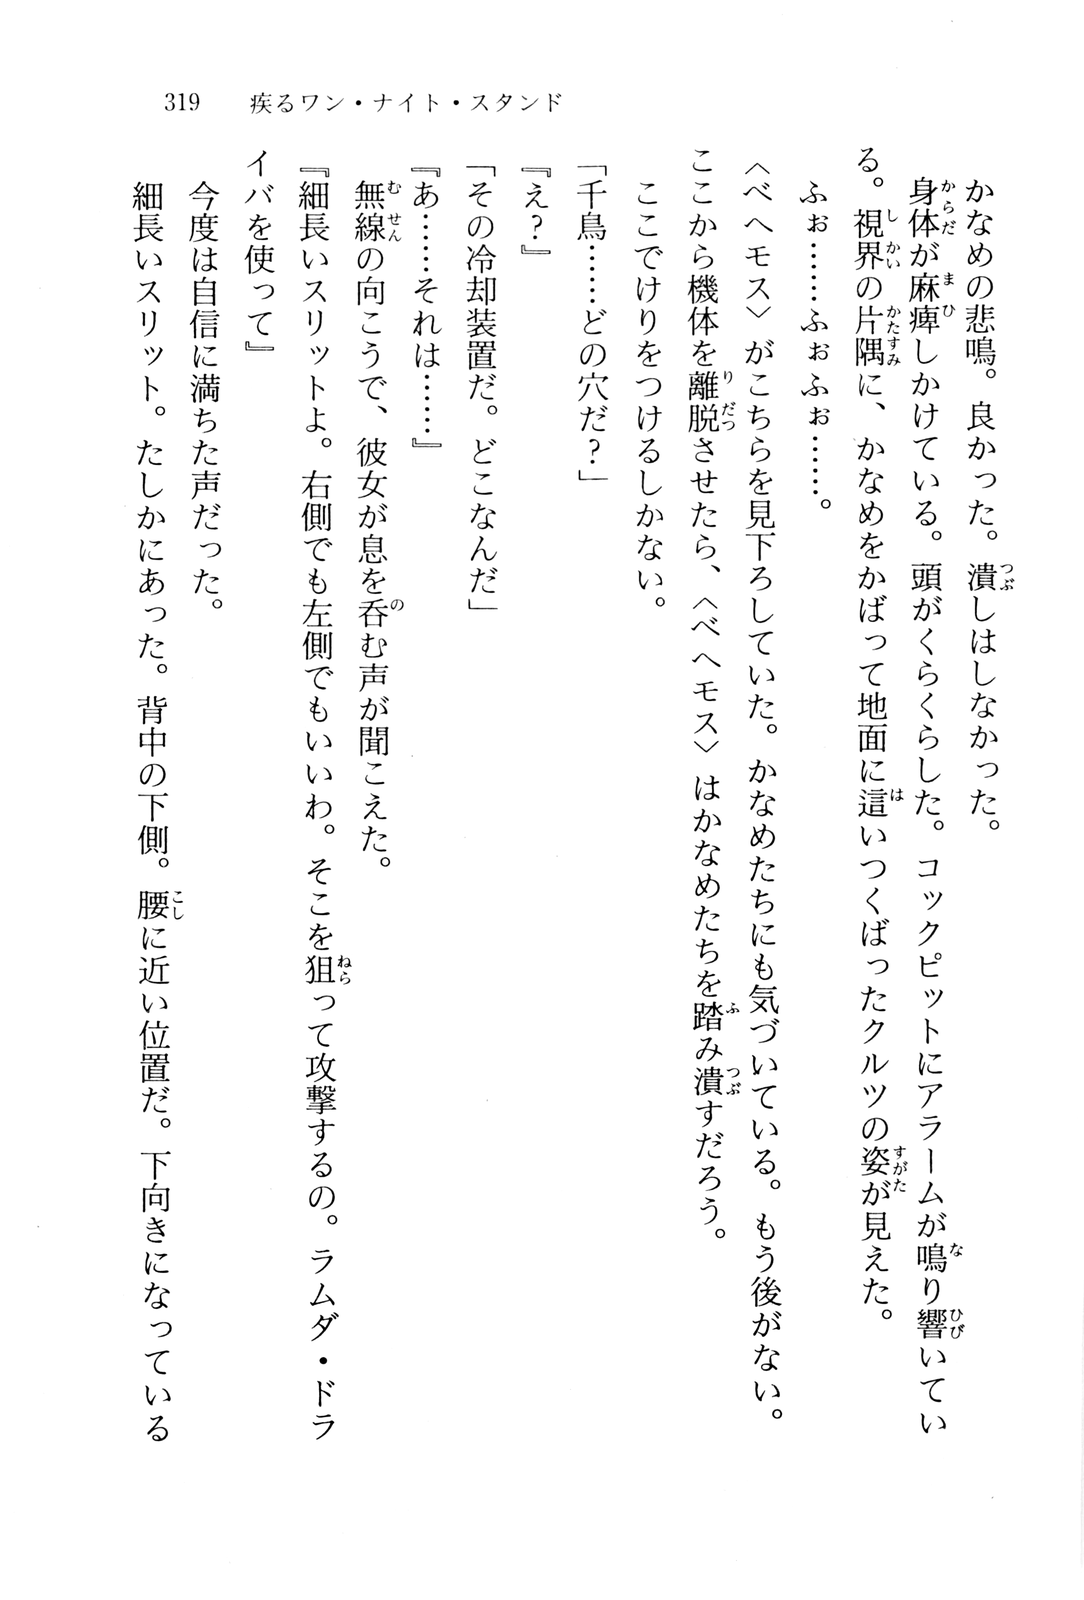 319 疾るワン・ナイト・スタンド
かなめの悲鳴。良かった。潰しはしなかった。
身体が麻痺しかけている。頭がくらくらした。コックピットにアラームが鳴り響いてい
る。視界の片隅に、かなめをかばって地面に這いつくばったクルツの姿が見えた。
ふぉ……ふぉふぉ……。
〈ベヘモス〉がこちらを見下ろしていた。かなめたちにも気づいている。もう後がない。
ここから機体を離脱させたら、〈ベヘモス〉はかなめたちを踏み潰すだろう。
ここでけりをつけるしかない。
「千鳥……どの穴だ?」
『え?』
「その冷却装置だ。どこなんだ」
『あ……それは……』
無線の向こうで、彼女が息を呑む声が聞こえた。
『細長いスリットよ。右側でも左側でもいいわ。そこを狙って攻撃するの。ラムダ・ドラ
イバを使って』
今度は自信に満ちた声だった。
細長いスリット。たしかにあった。背中の下側。腰に近い位置だ。下向きになっている